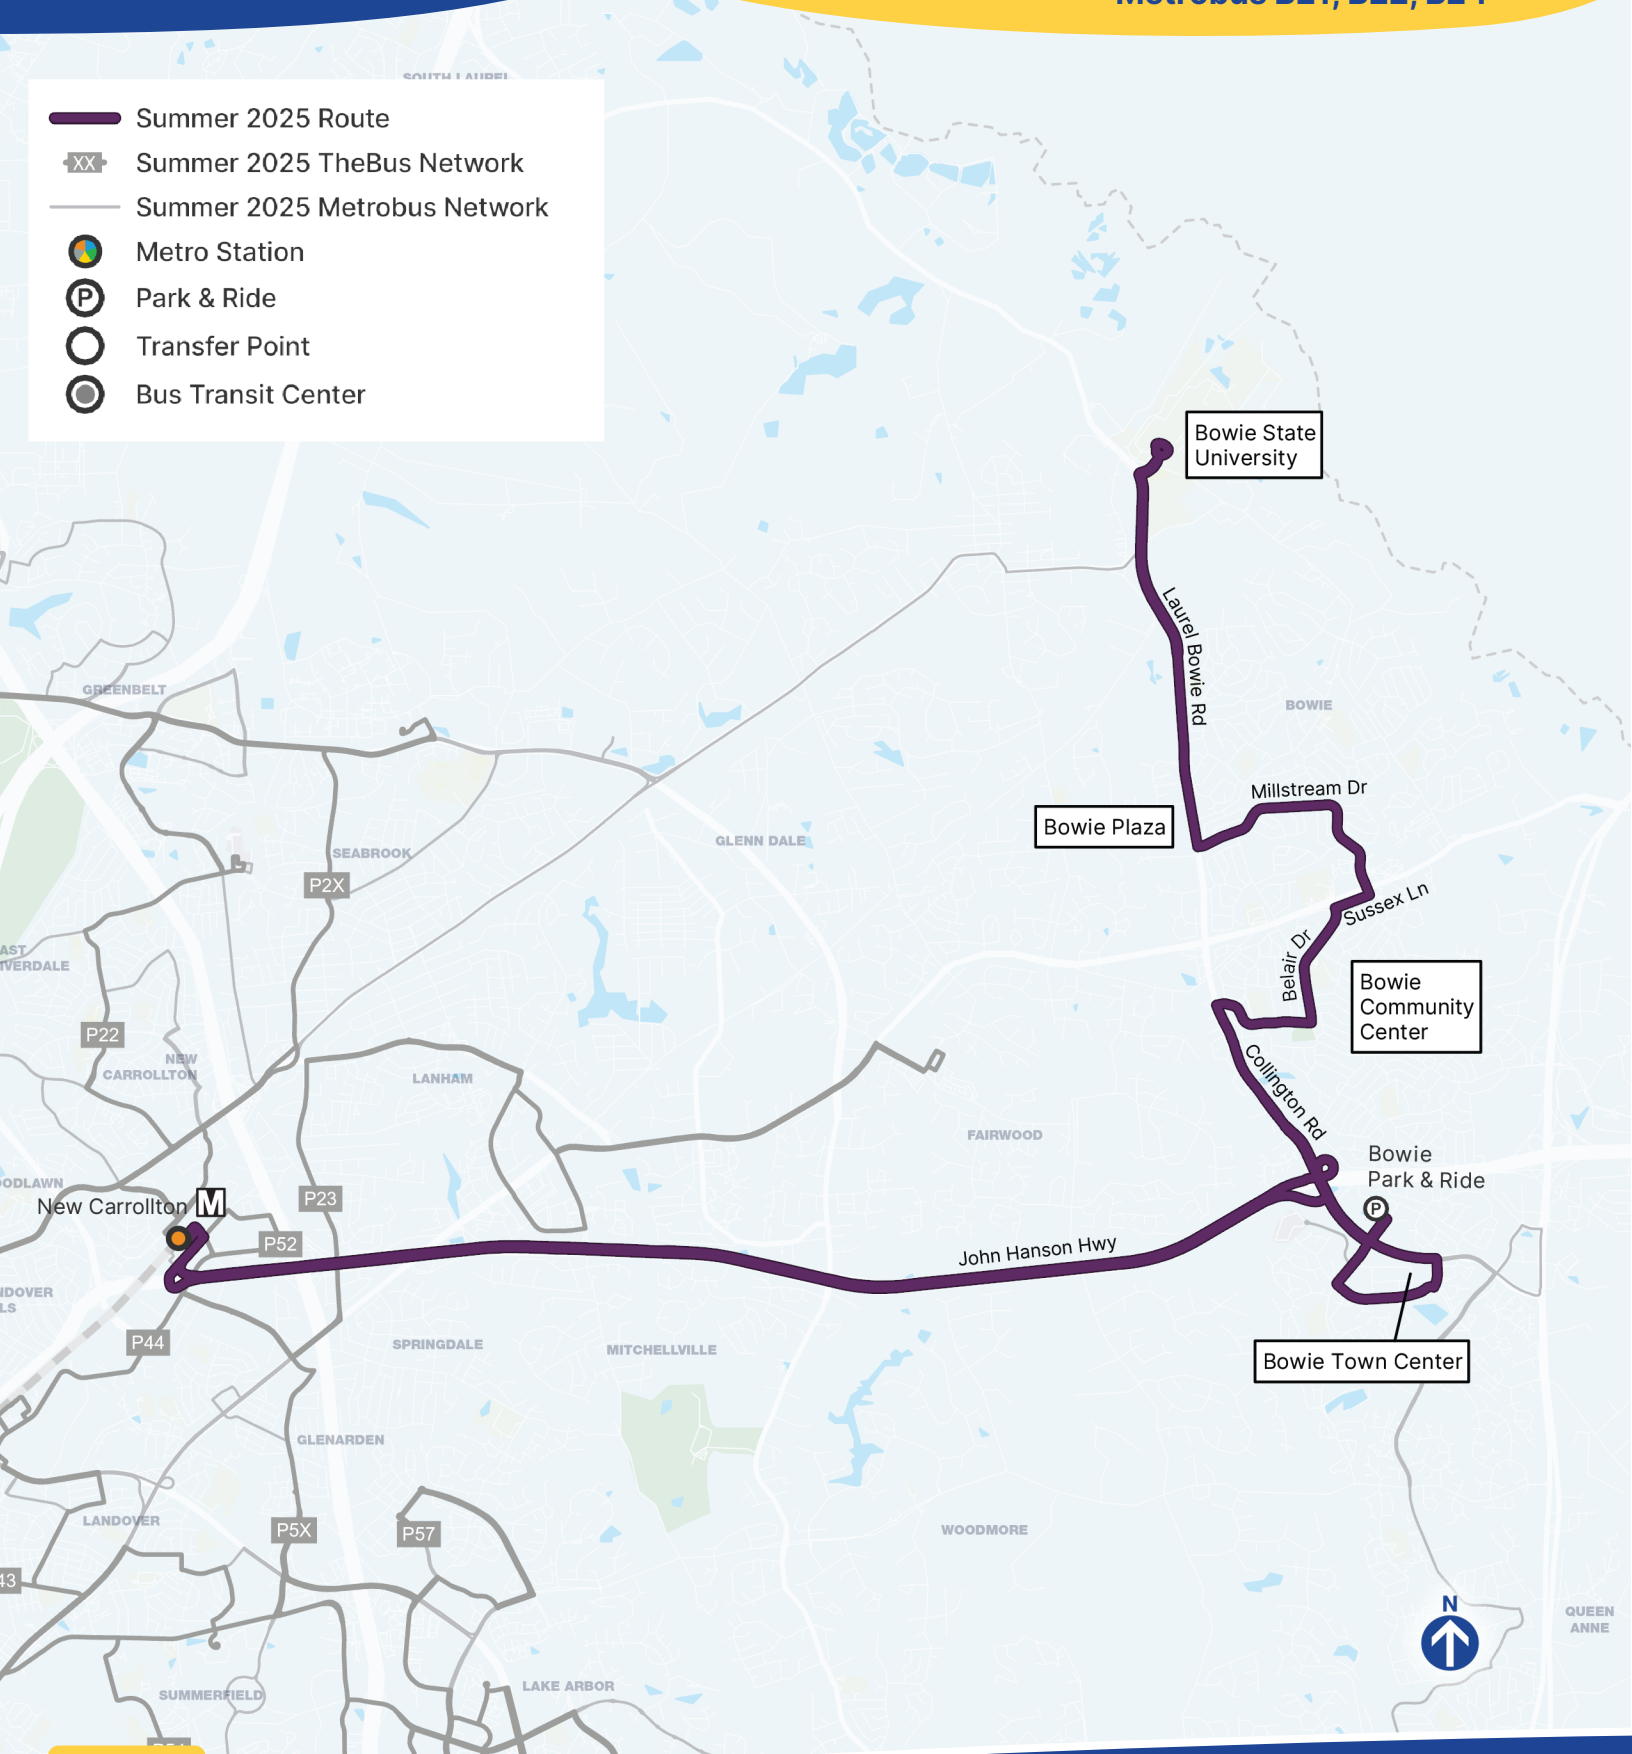 SOUTH LAUREL
Summer 2025 Route
XX
Summer 2025 TheBus Network
Summer 2025 Metrobus Network
Metro Station
P
Park & Ride
Transfer Point
Bus Transit Center
Bowie State
University
Laurel Bowie Rd
GREENBELT
BOWIE
Millstream Dr
Bowie Plaza
GLENN DALE
SEABROOK
P2X
Sussex Ln
Belair Dr
Bowie
Community
Center
P22
NEW
CARROLLTON
LANHAM
Collington Rd
FAIRWOOD
Bowie
Park & Ride
P
New Carrollton
M
P23
P52
John Hanson Hwy
P44
SPRINGDALE
MITCHELLVILLE
Bowie Town Center
GLENARDEN
LANDOVER
P5X
P57
WOODMORE
N
QUEEN
ANNE
SUMMERFIELD
LAKE ARBOR